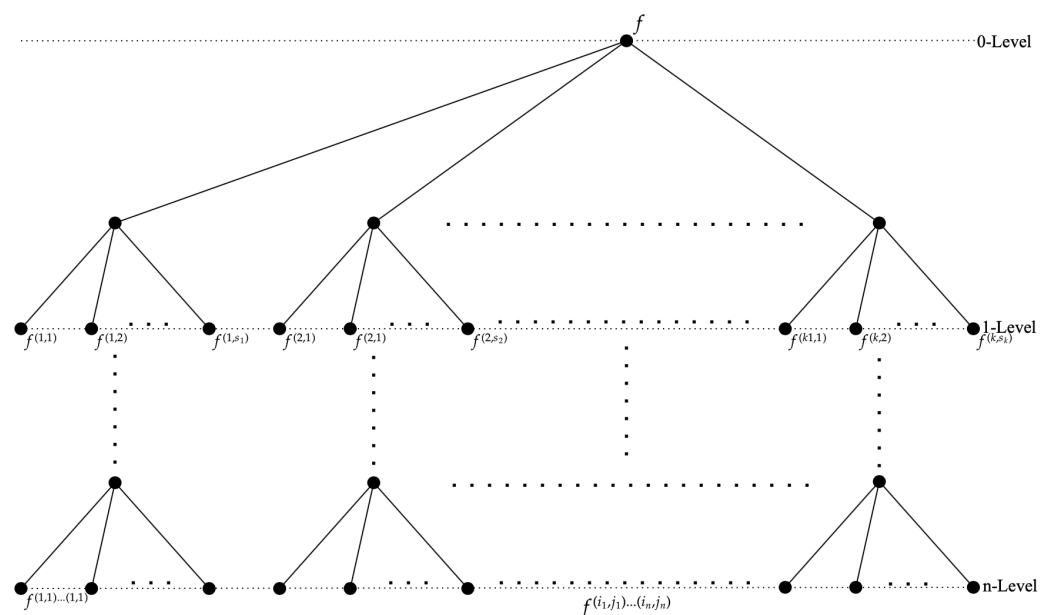 f
0-Level
f^{(1,1)} f^{(1,2)} f^{(1,s_1)} f^{(2,1)} f^{(2,1)} f^{(2,s_2)} f^{(k1,1)} f^{(k,2)} f^{(k,s_k)} 1-Level
n-Level
f^{(1,1)...(1,1)} f^{(i_1,j_1)...(i_n,j_n)}